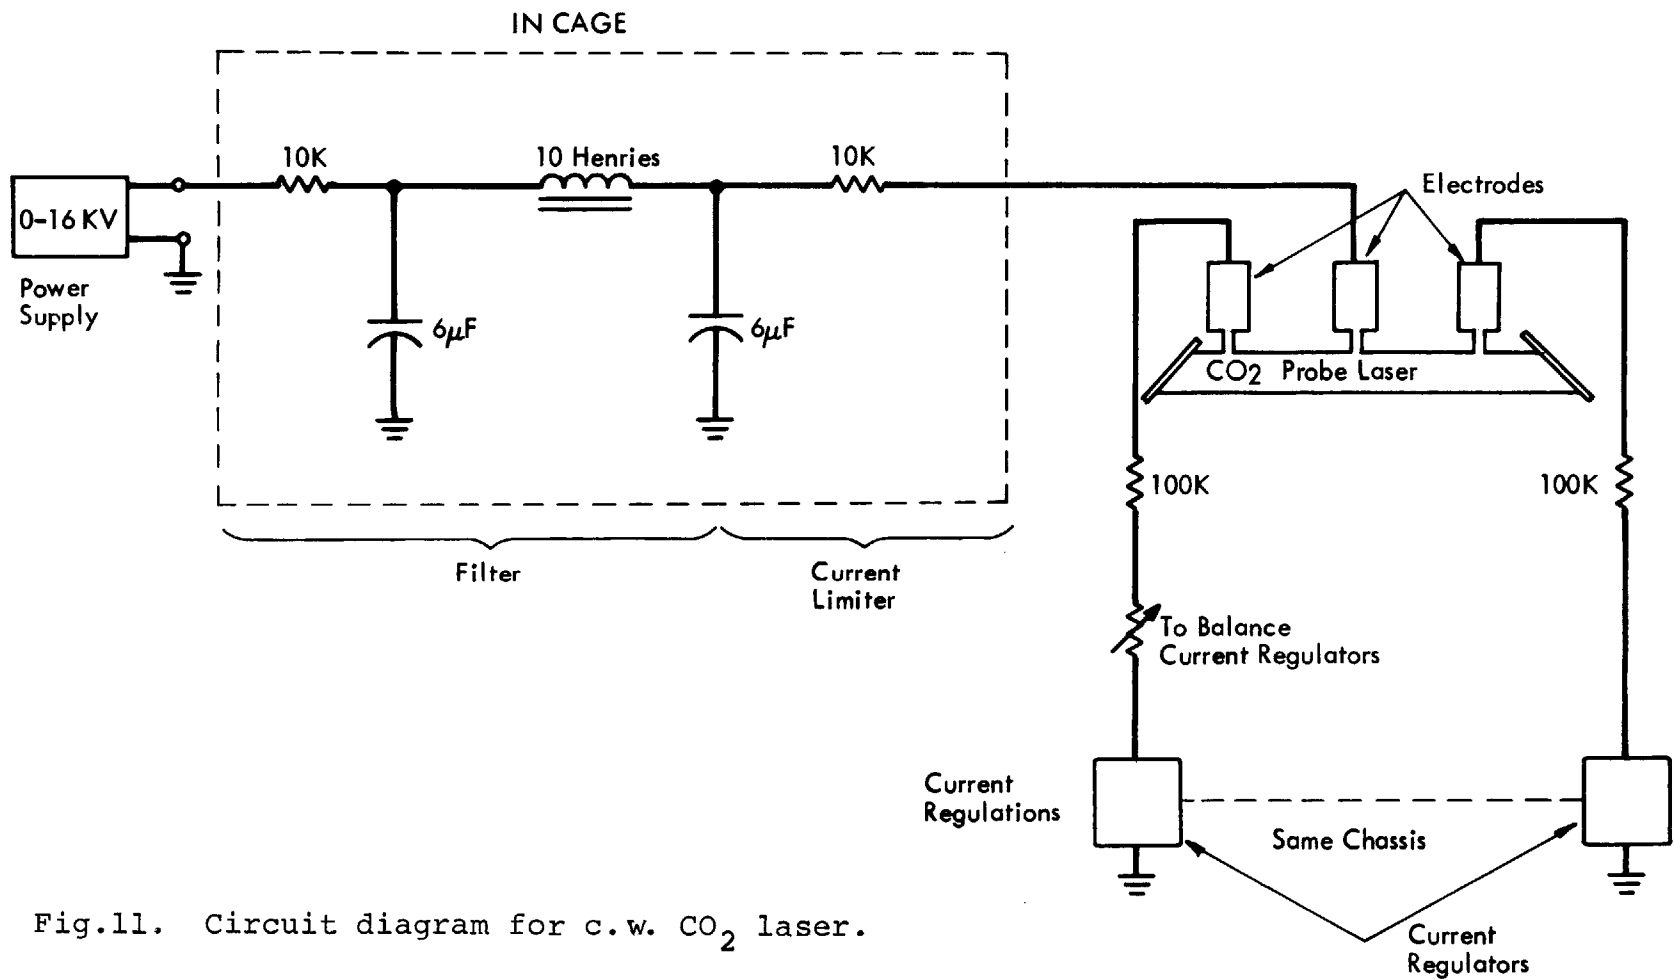 IN CAGE
10K
10 Henries
10K
0-16 KV
Power
Supply
6μF
6μF
Electrodes
CO2 Probe Laser
100K
100K
Filter
Current
Limiter
To Balance
Current Regulators
Current
Regulations
Same Chassis
Current
Regulators
Fig.11. Circuit diagram for c.w. CO2 laser.